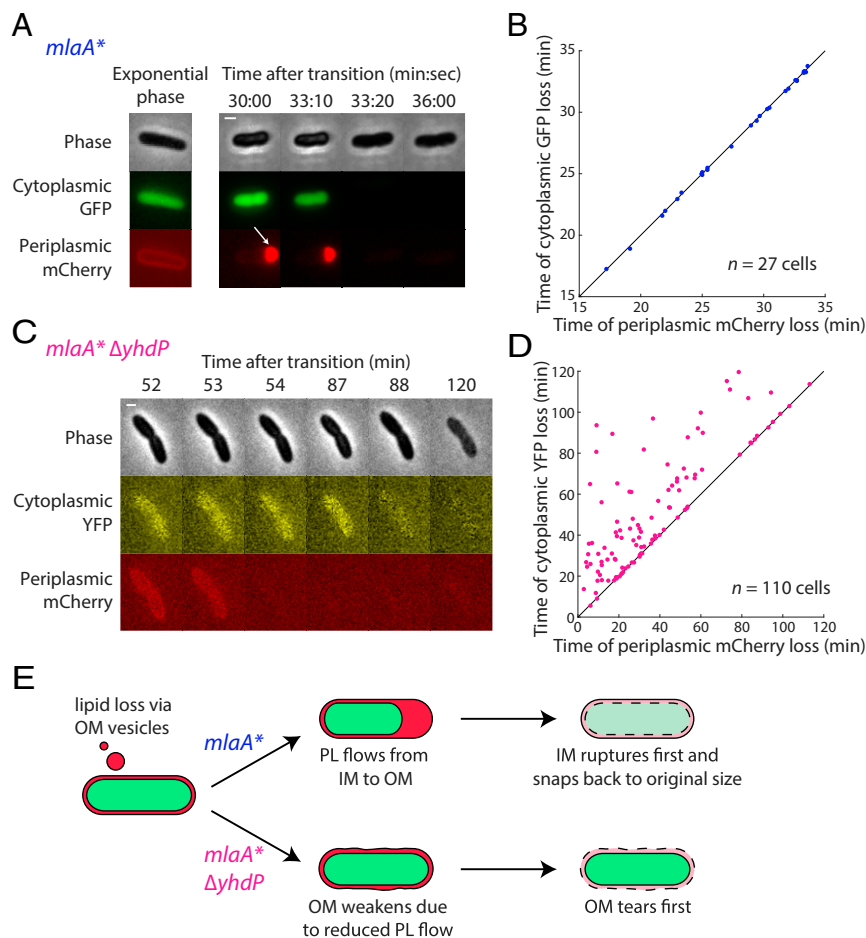 A
mlaA*
Exponential
phase
Time after transition (min:sec)
30:00 33:10 33:20 36:00
Phase
Cytoplasmic
GFP
Periplasmic
mCherry
B
Time of cytoplasmic GFP loss (min)
35
30
25
20
15
15 20 25 30 35
n = 27 cells
Time of periplasmic mCherry loss (min)
C
mlaA* ΔyhdP
Time after transition (min)
52 53 54 87 88 120
Phase
Cytoplasmic
YFP
Periplasmic
mCherry
D
Time of cytoplasmic YFP loss (min)
120
100
80
60
40
20
0 20 40 60 80 100 120
n = 110 cells
Time of periplasmic mCherry loss (min)
E
lipid loss via
OM vesicles
mlaA*
PL flows from
IM to OM
IM ruptures first and
snaps back to original size
mlaA*
ΔyhdP
OM weakens due
to reduced PL flow
OM tears first